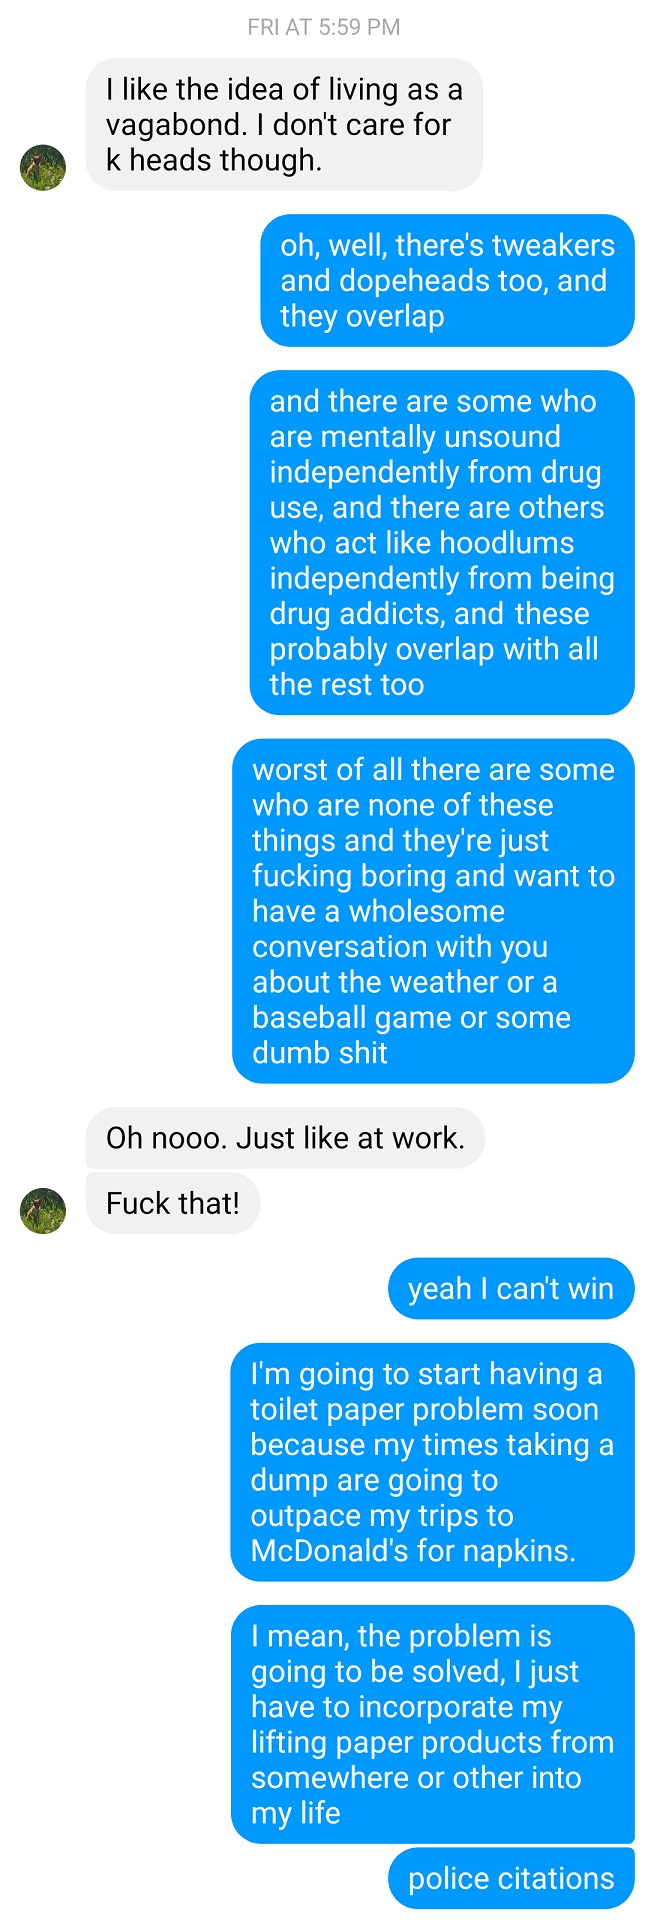 FRI AT 5:59 PM
I like the idea of living as a
vagabond. I don't care for
k heads though.
oh, well, there's tweakers
and dopeheads too, and
they overlap
and there are some who
are mentally unsound
independently from drug
use, and there are others
who act like hoodlums
independently from being
drug addicts, and these
probably overlap with all
the rest too
worst of all there are some
who are none of these
things and they're just
fucking boring and want to
have a wholesome
conversation with you
about the weather or a
baseball game or some
dumb shit
Oh nooo. Just like at work.
Fuck that!
yeah I can't win
I'm going to start having a
toilet paper problem soon
because my times taking a
dump are going to
outpace my trips to
McDonald's for napkins.
I mean, the problem is
going to be solved, I just
have to incorporate my
lifting paper products from
somewhere or other into
my life
police citations